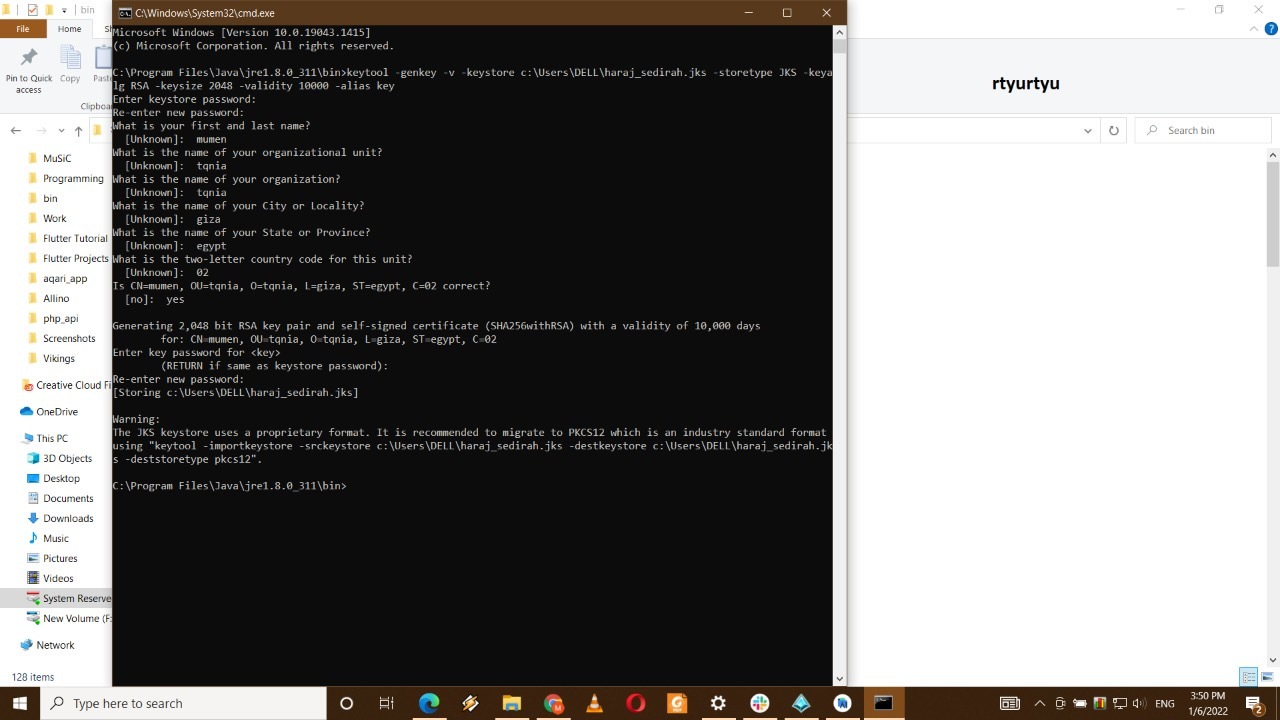 bin
C:\Windows\System32\cmd.exe
File
Home
Sh
Pin to Quick
access
Copy
Paste
Clipboa
rtyurtyu
Search bin
MuSiC
Programming
bin
Work
Flutter Tutorial
Flutter Projects
aqari_app
Allino
php_api
Screenshots
Vikings
Creative Cloud Fi
OneDrive
This PC
3D Objects
Desktop
Documents
Downloads
Music
Pictures
Videos
System Reserve
New Volume (F:
Network
128 items
Microsoft Windows [Version 10.0.19043.1415]
(c) Microsoft Corporation. All rights reserved.
C:\Program Files\Java\jre1.8.0_311\bin>keytool -genkey -v -keystore c:\Users\DELL\haraj_sedirah.jks -storetype JKS -keya
lg RSA -keysize 2048 -validity 10000 -alias key
Enter keystore password:
Re-enter new password:
What is your first and last name?
[Unknown]:  mumen
What is the name of your organizational unit?
[Unknown]:  tqnia
What is the name of your organization?
[Unknown]:  tqnia
What is the name of your City or Locality?
[Unknown]:  giza
What is the name of your State or Province?
[Unknown]:  egypt
What is the two-letter country code for this unit?
[Unknown]:  02
Is CN=mumen, OU=tqnia, O=tqnia, L=giza, ST=egypt, C=02 correct?
[no]:  yes
Generating 2,048 bit RSA key pair and self-signed certificate (SHA256withRSA) with a validity of 10,000 days
for: CN=mumen, OU=tqnia, O=tqnia, L=giza, ST=egypt, C=02
Enter key password for <key>
(RETURN if same as keystore password):
Re-enter new password:
[Storing c:\Users\DELL\haraj_sedirah.jks]
Warning:
The JKS keystore uses a proprietary format. It is recommended to migrate to PKCS12 which is an industry standard format
using "keytool -importkeystore -srckeystore c:\Users\DELL\haraj_sedirah.jks -destkeystore c:\Users\DELL\haraj_sedirah.jk
s -deststoretype pkcs12".
C:\Program Files\Java\jre1.8.0_311\bin>
Type here to search
ENG
3:50 PM
1/6/2022
2